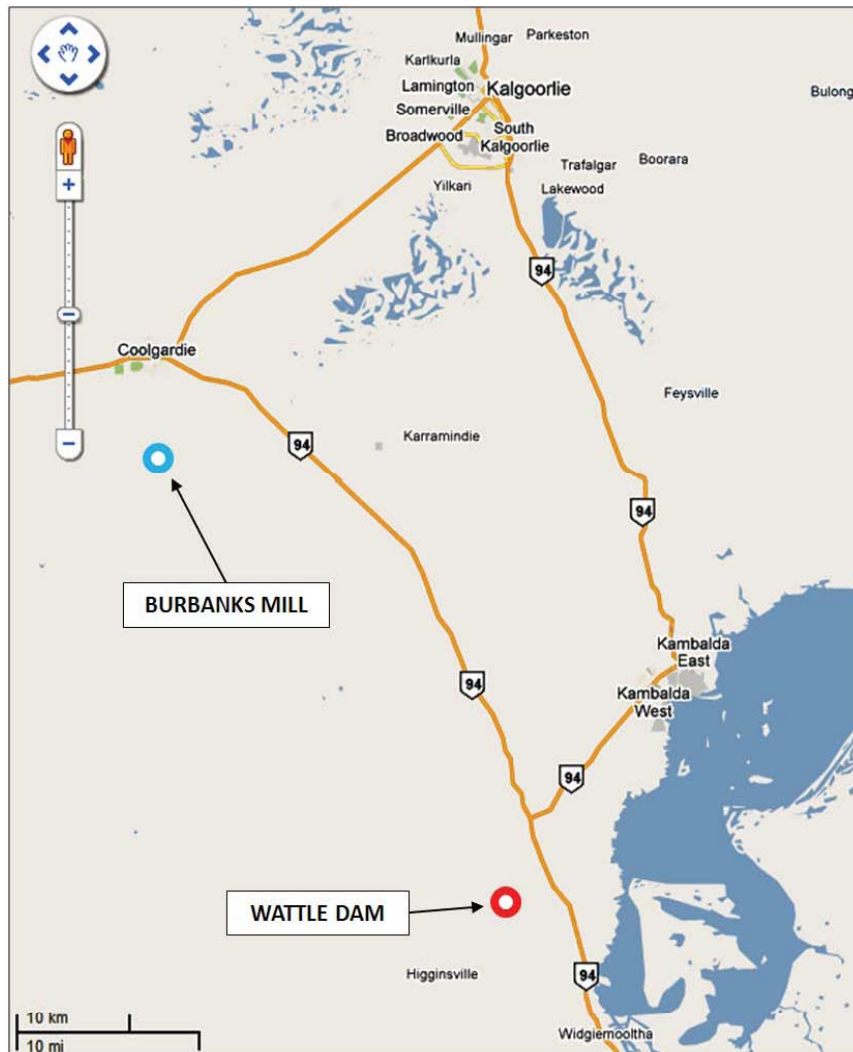 Mullingar
Parkeston
Karlkurla
Lamington
Kalgoorlie
Bulong
Somerville
Broadwood
South
Kalgoorlie
Trafalgar
Boorara
Yilkari
Lakewood
94
Coolgardie
Feysville
94
Karramindie
94
BURBANKS MILL
Kambalda
East
94
Kambalda
West
94
WATTLE DAM
Higginsville
94
10 km
Widgiemooltha
10 mi